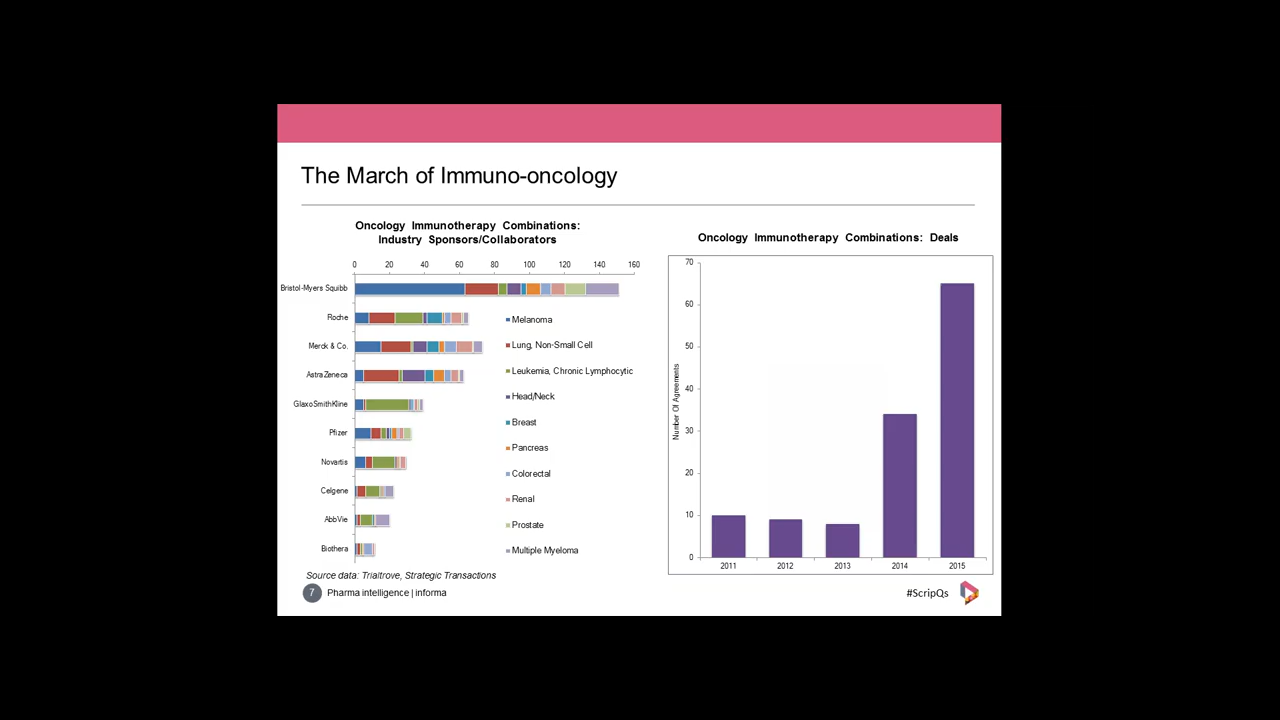 The March of Immuno-oncology
Oncology Immunotherapy Combinations:
Industry Sponsors/Collaborators
0 20 40 60 80 100 120 140 160
Bristol-Myers Squibb
Roche
Merck & Co.
AstraZeneca
GlaxoSmithKline
Pfizer
Novartis
Celgene
AbbVie
Biothera
Melanoma
Lung, Non-Small Cell
Leukemia, Chronic Lymphocytic
Head/Neck
Breast
Pancreas
Colorectal
Renal
Prostate
Multiple Myeloma
Oncology Immunotherapy Combinations: Deals
Number Of Agreements
70
60
50
40
30
20
10
0
2011 2012 2013 2014 2015
Source data: Trialtrove, Strategic Transactions
7 Pharma intelligence | informa
#ScripQs